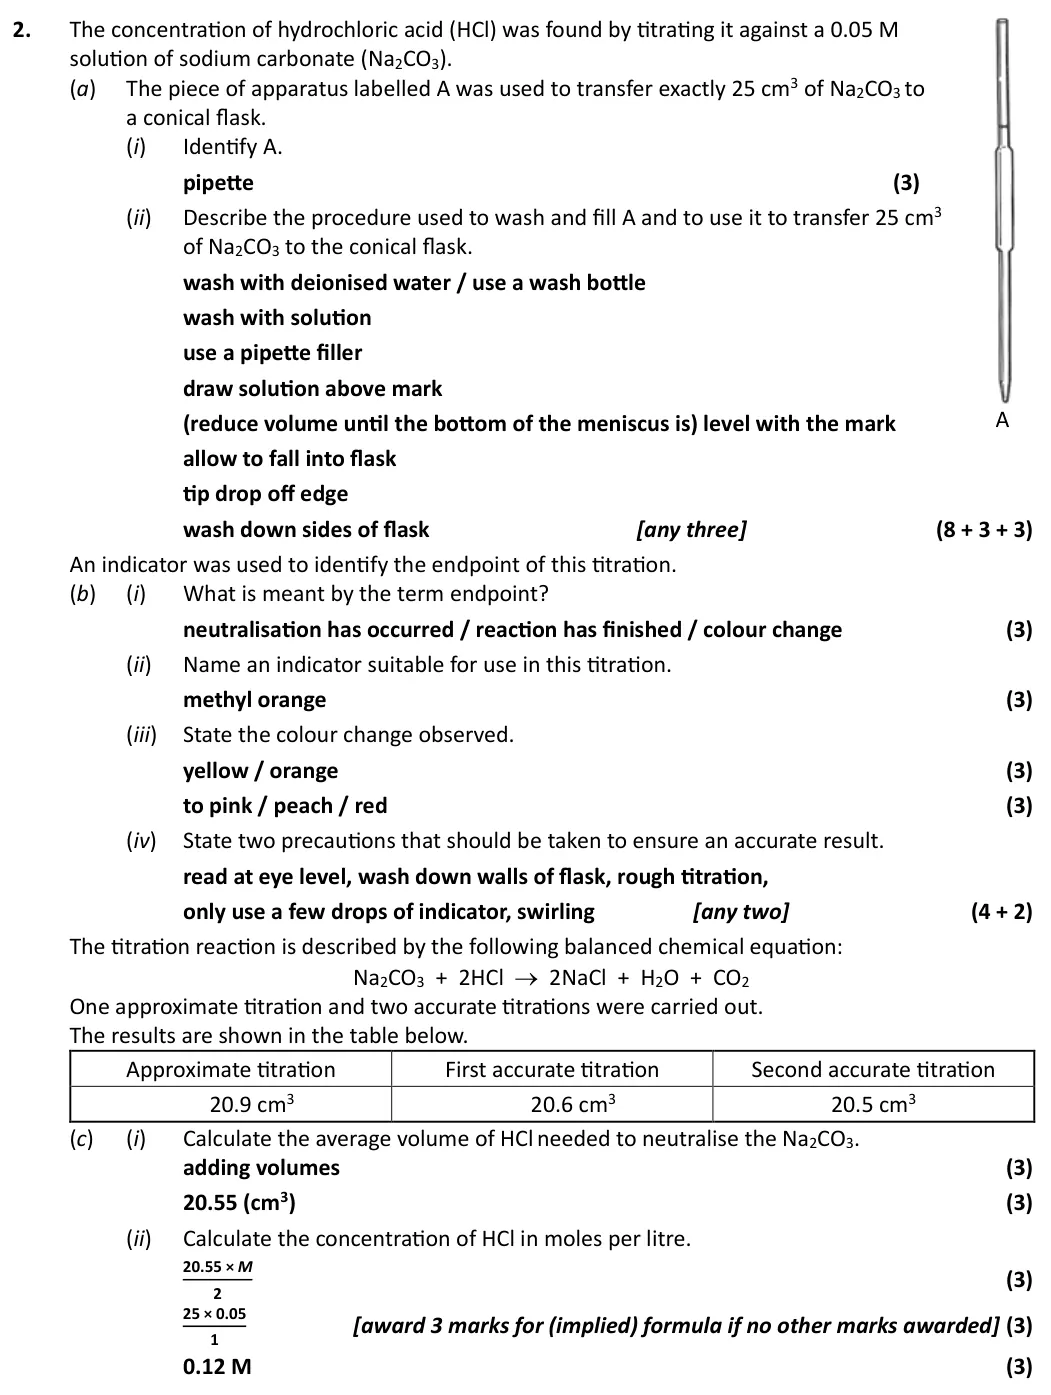 2. The concentration of hydrochloric acid (HCl) was found by titrating it against a 0.05 M
solution of sodium carbonate (Na₂CO₃).
(a) The piece of apparatus labelled A was used to transfer exactly 25 cm³ of Na₂CO₃ to
a conical flask.
(i) Identify A.
pipette (3)
(ii) Describe the procedure used to wash and fill A and to use it to transfer 25 cm³
of Na₂CO₃ to the conical flask.
wash with deionised water / use a wash bottle
wash with solution
use a pipette filler
draw solution above mark
(reduce volume until the bottom of the meniscus is) level with the mark
A
allow to fall into flask
tip drop off edge
wash down sides of flask [any three] (8 + 3 + 3)
An indicator was used to identify the endpoint of this titration.
(b) (i) What is meant by the term endpoint?
neutralisation has occurred / reaction has finished / colour change (3)
(ii) Name an indicator suitable for use in this titration.
methyl orange (3)
(iii) State the colour change observed.
yellow / orange (3)
to pink / peach / red (3)
(iv) State two precautions that should be taken to ensure an accurate result.
read at eye level, wash down walls of flask, rough titration,
only use a few drops of indicator, swirling [any two] (4 + 2)
The titration reaction is described by the following balanced chemical equation:
Na₂CO₃ + 2HCl → 2NaCl + H₂O + CO₂
One approximate titration and two accurate titrations were carried out.
The results are shown in the table below.
Approximate titration First accurate titration Second accurate titration
20.9 cm³ 20.6 cm³ 20.5 cm³
(c) (i) Calculate the average volume of HCl needed to neutralise the Na₂CO₃.
adding volumes (3)
20.55 (cm³) (3)
(ii) Calculate the concentration of HCl in moles per litre.
20.55 × M
2 (3)
25 × 0.05
1 [award 3 marks for (implied) formula if no other marks awarded] (3)
0.12 M (3)